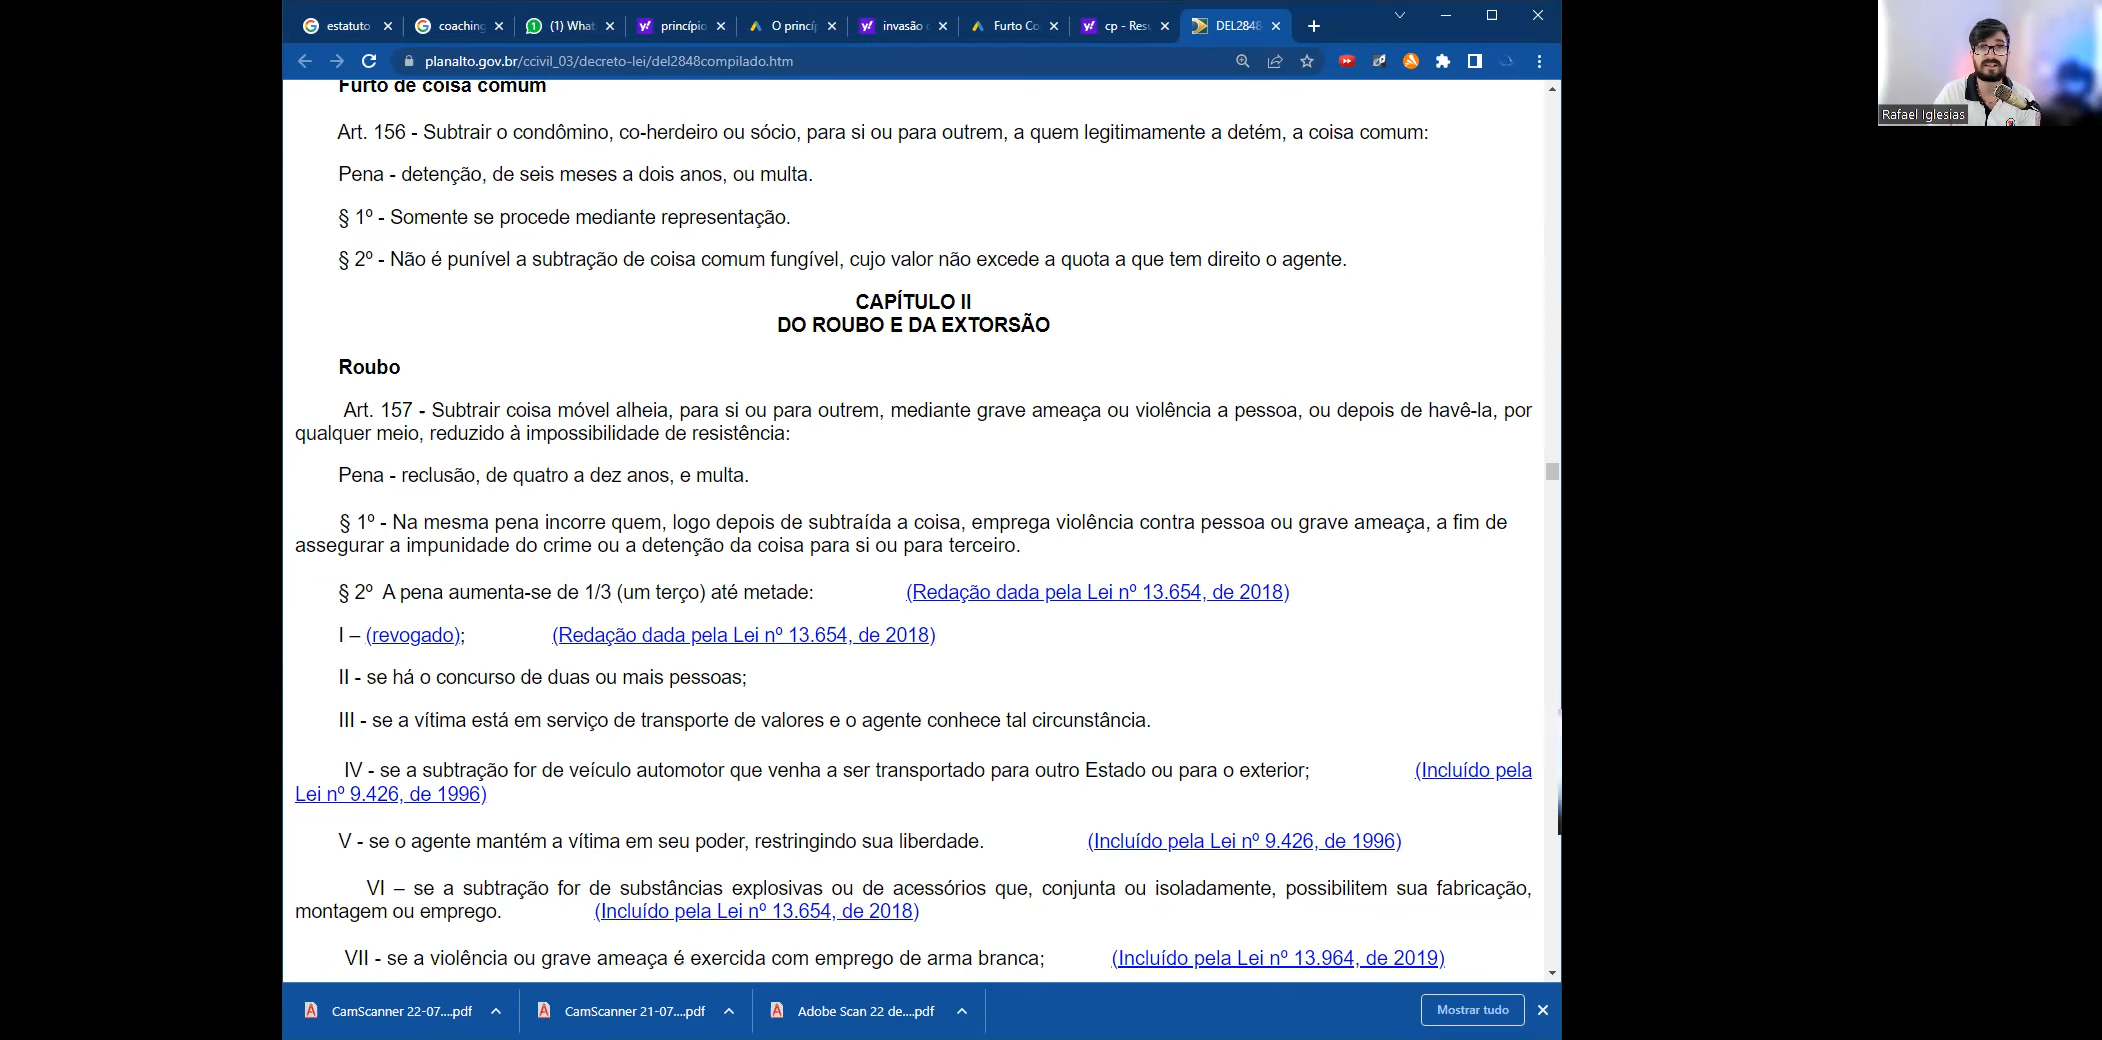 estatuto
coaching
(1) What
princípio
O princíp
invasão
Furto Co
cp - Resu
DEL2848
planalto.gov.br/ccivil_03/decreto-lei/del2848compilado.htm
Rafael Iglesias
Furto de coisa comum
Art. 156 - Subtrair o condômino, co-herdeiro ou sócio, para si ou para outrem, a quem legitimamente a detém, a coisa comum:
Pena - detenção, de seis meses a dois anos, ou multa.
§ 1º - Somente se procede mediante representação.
§ 2º - Não é punível a subtração de coisa comum fungível, cujo valor não excede a quota a que tem direito o agente.
CAPÍTULO II
DO ROUBO E DA EXTORSÃO
Roubo
Art. 157 - Subtrair coisa móvel alheia, para si ou para outrem, mediante grave ameaça ou violência a pessoa, ou depois de havê-la, por
qualquer meio, reduzido à impossibilidade de resistência:
Pena - reclusão, de quatro a dez anos, e multa.
§ 1º - Na mesma pena incorre quem, logo depois de subtraída a coisa, emprega violência contra pessoa ou grave ameaça, a fim de
assegurar a impunidade do crime ou a detenção da coisa para si ou para terceiro.
§ 2º A pena aumenta-se de 1/3 (um terço) até metade: (Redação dada pela Lei nº 13.654, de 2018)
I – (revogado); (Redação dada pela Lei nº 13.654, de 2018)
II - se há o concurso de duas ou mais pessoas;
III - se a vítima está em serviço de transporte de valores e o agente conhece tal circunstância.
IV - se a subtração for de veículo automotor que venha a ser transportado para outro Estado ou para o exterior; (Incluído pela
Lei nº 9.426, de 1996)
V - se o agente mantém a vítima em seu poder, restringindo sua liberdade. (Incluído pela Lei nº 9.426, de 1996)
VI – se a subtração for de substâncias explosivas ou de acessórios que, conjunta ou isoladamente, possibilitem sua fabricação,
montagem ou emprego. (Incluído pela Lei nº 13.654, de 2018)
VII - se a violência ou grave ameaça é exercida com emprego de arma branca; (Incluído pela Lei nº 13.964, de 2019)
CamScanner 22-07....pdf
CamScanner 21-07....pdf
Adobe Scan 22 de....pdf
Mostrar tudo